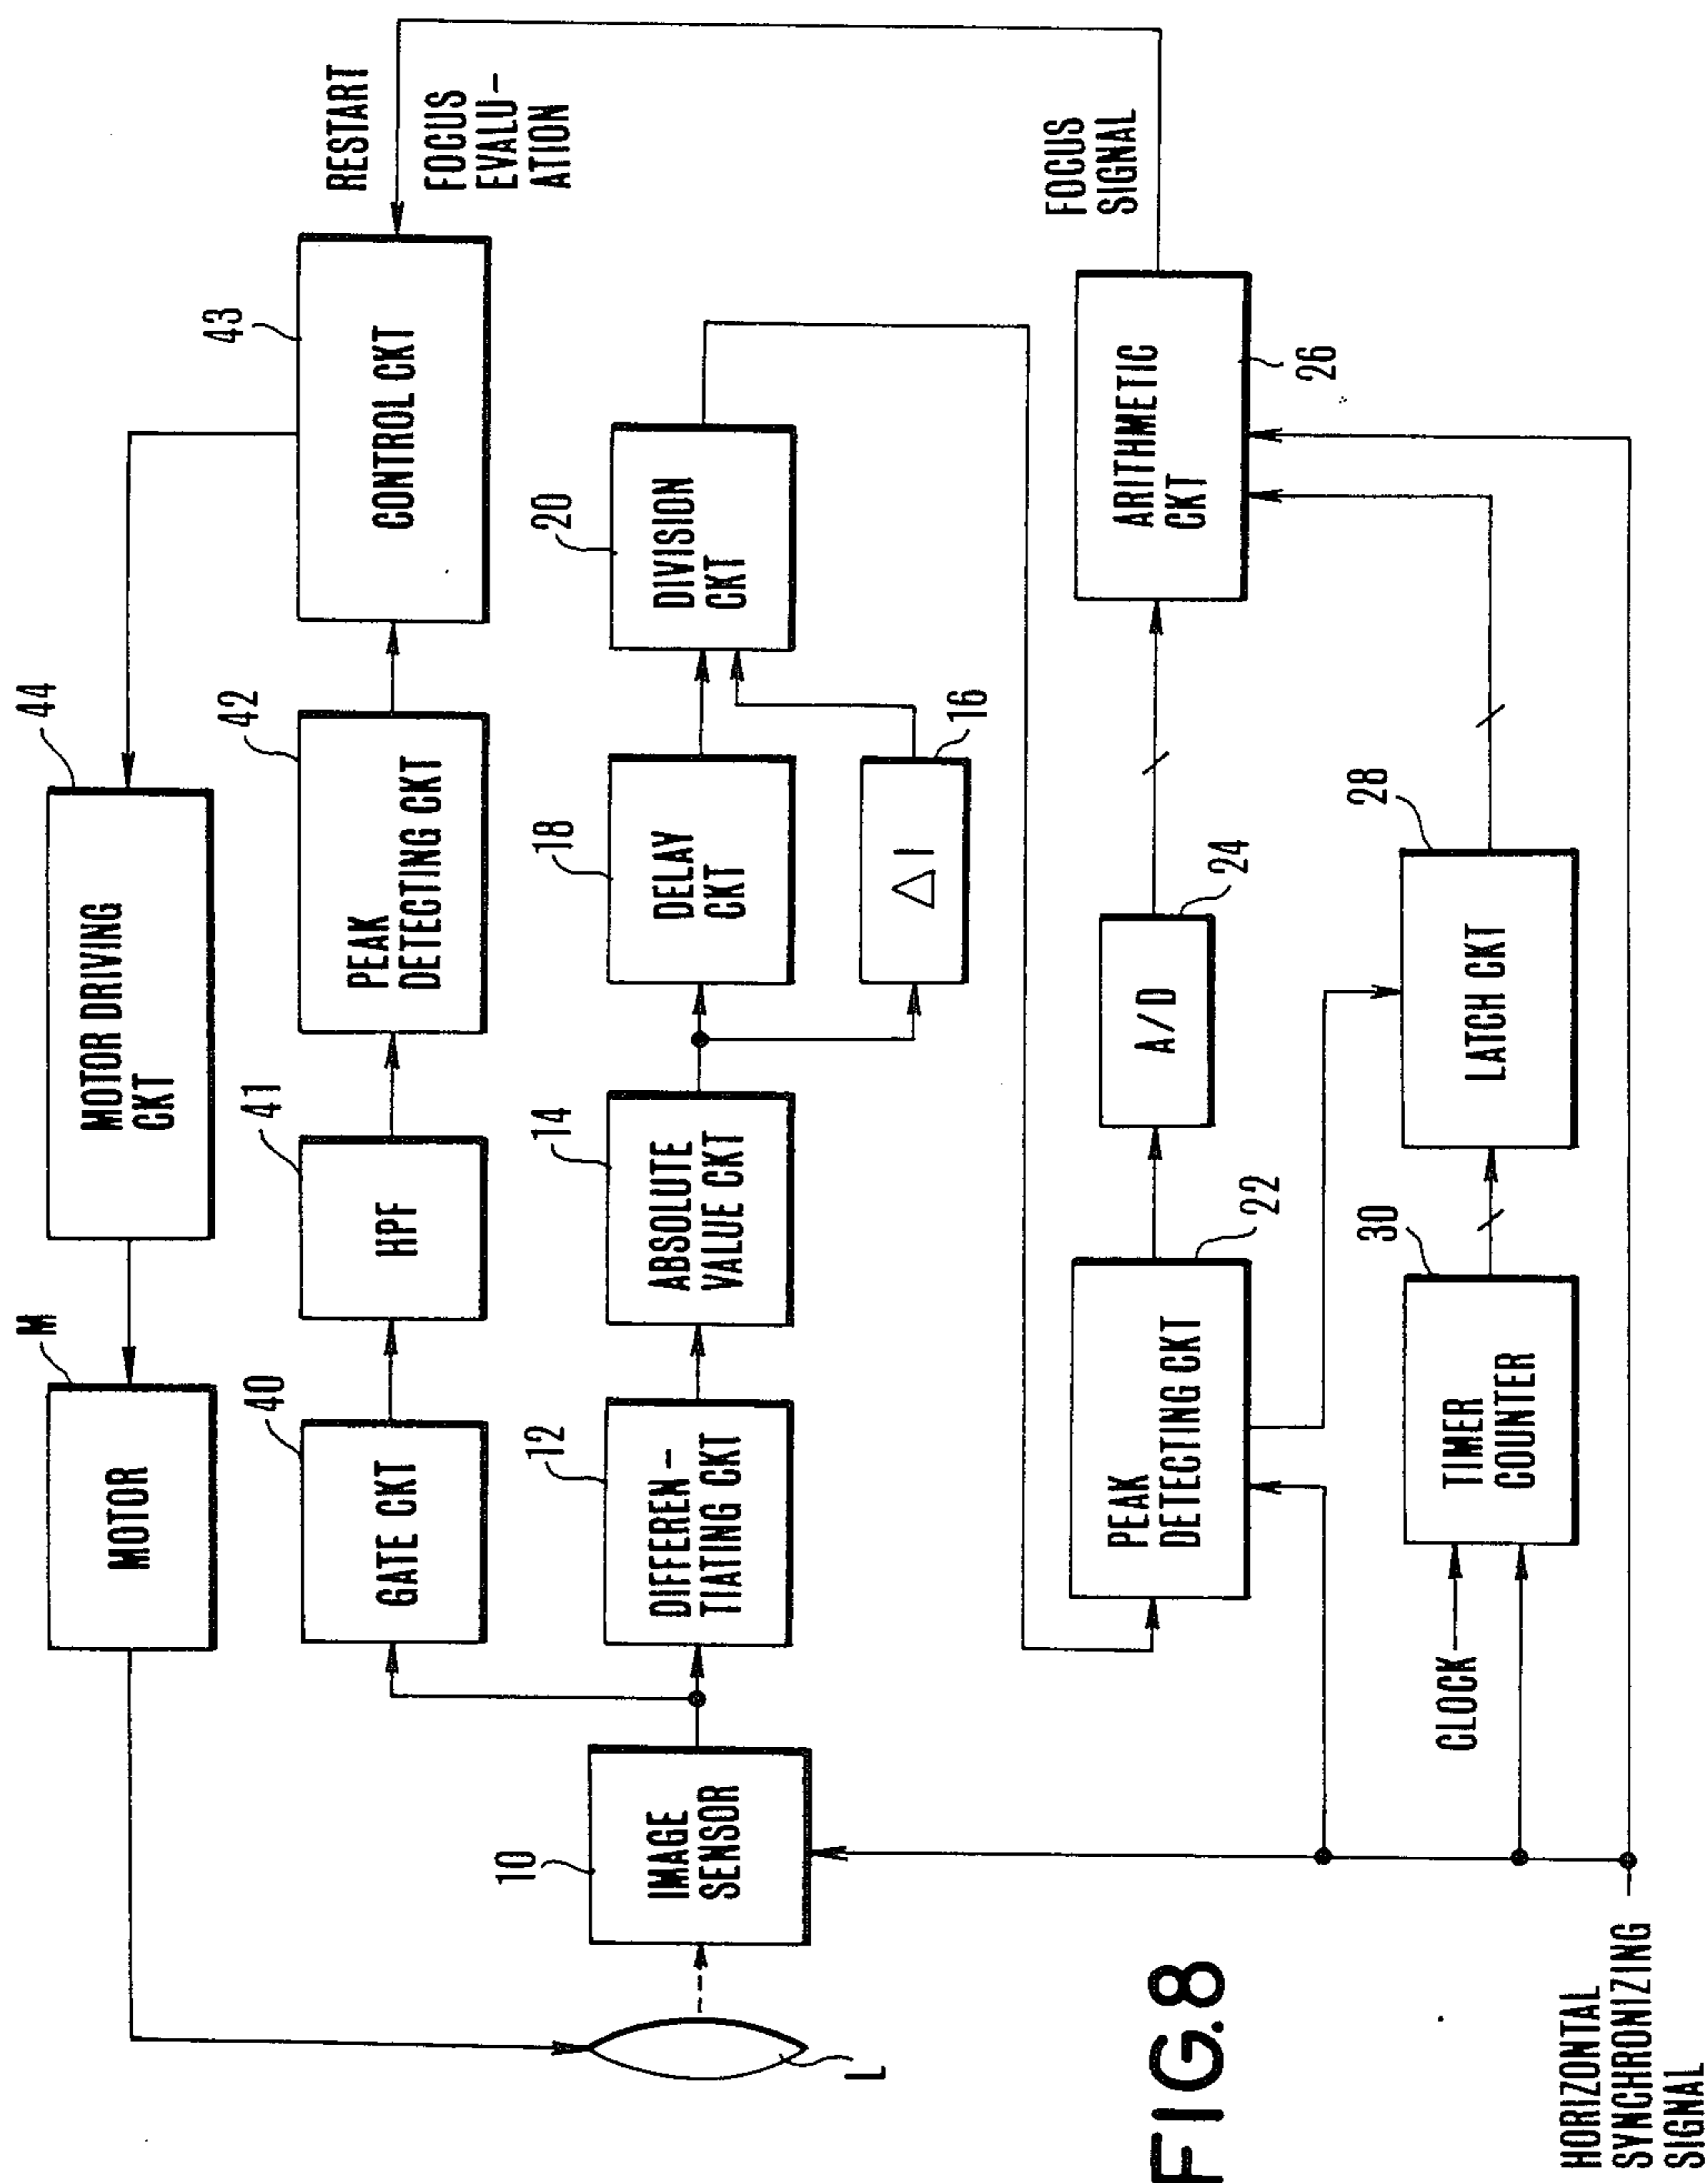 M
MOTOR
44
MOTOR DRIVING
CKT
40
GATE CKT
41
HPF
42
PEAK
DETECTING CKT
43
CONTROL CKT
RESTART
FOCUS
EVALU-
ATION
L
10
IMAGE
SENSOR
12
DIFFEREN-
TIATING CKT
14
ABSOLUTE
VALUE CKT
18
DELAY
CKT
20
DIVISION
CKT
△I
16
22
PEAK
DETECTING CKT
A/D
24
ARITHMETIC
CKT
26
FOCUS
SIGNAL
CLOCK
30
TIMER
COUNTER
28
LATCH CKT
HORIZONTAL
SYNCHRONIZING
SIGNAL
FIG.8